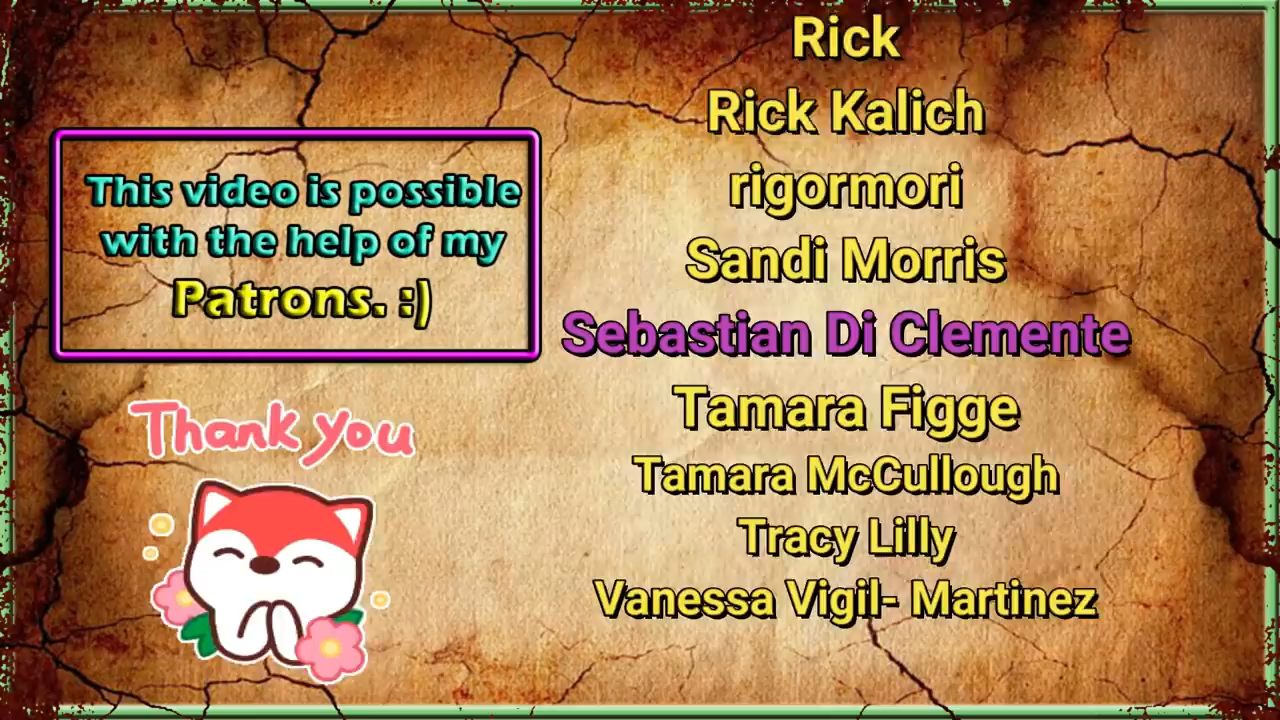 This video is possible
with the help of my
Patrons. :)
Thank you
Rick
Rick Kalich
rigormori
Sandi Morris
Sebastian Di Clemente
Tamara Figge
Tamara McCullough
Tracy Lilly
Vanessa Vigil- Martinez